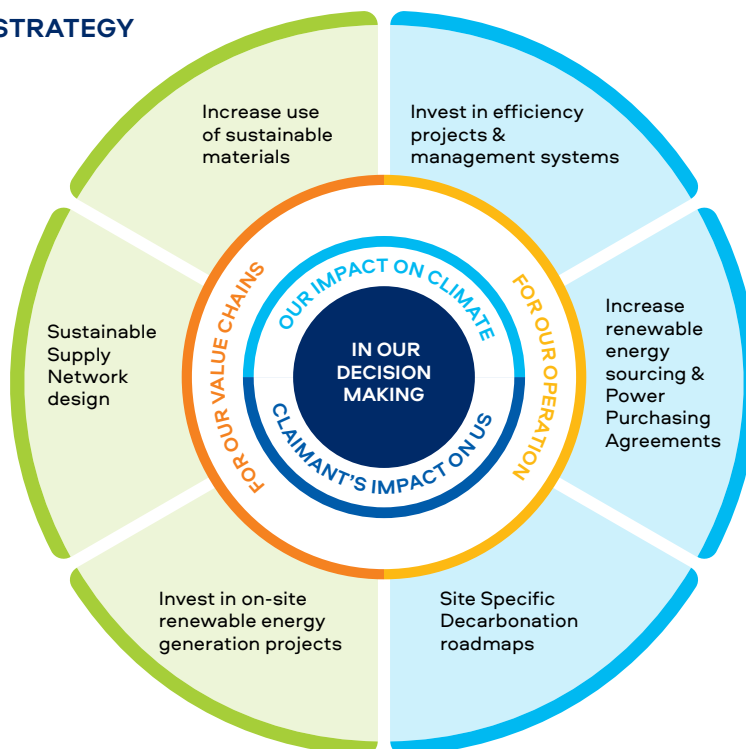 STRATEGY
Increase use
of sustainable
materials
Invest in efficiency
projects &
management systems
Sustainable
Supply
Network
design
FOR OUR VALUE CHAINS
OUR IMPACT ON CLIMATE
IN OUR
DECISION
MAKING
CLAIMANT'S IMPACT ON US
FOR OUR OPERATION
Increase
renewable
energy
sourcing &
Power
Purchasing
Agreements
Invest in on-site
renewable energy
generation projects
Site Specific
Decarbonation
roadmaps